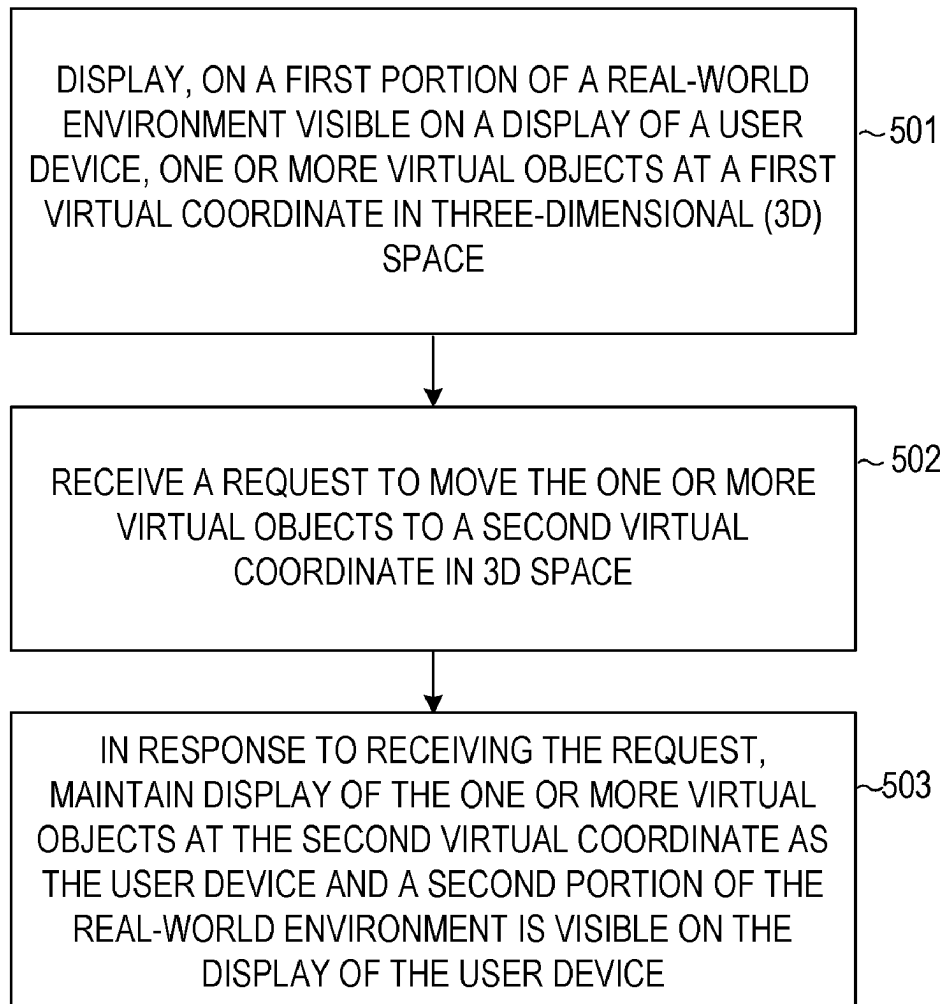 DISPLAY, ON A FIRST PORTION OF A REAL-WORLD
ENVIRONMENT VISIBLE ON A DISPLAY OF A USER
DEVICE, ONE OR MORE VIRTUAL OBJECTS AT A FIRST
VIRTUAL COORDINATE IN THREE-DIMENSIONAL (3D)
SPACE
~501
RECEIVE A REQUEST TO MOVE THE ONE OR MORE
VIRTUAL OBJECTS TO A SECOND VIRTUAL
COORDINATE IN 3D SPACE
~502
IN RESPONSE TO RECEIVING THE REQUEST,
MAINTAIN DISPLAY OF THE ONE OR MORE VIRTUAL
OBJECTS AT THE SECOND VIRTUAL COORDINATE AS
THE USER DEVICE AND A SECOND PORTION OF THE
REAL-WORLD ENVIRONMENT IS VISIBLE ON THE
DISPLAY OF THE USER DEVICE
~503